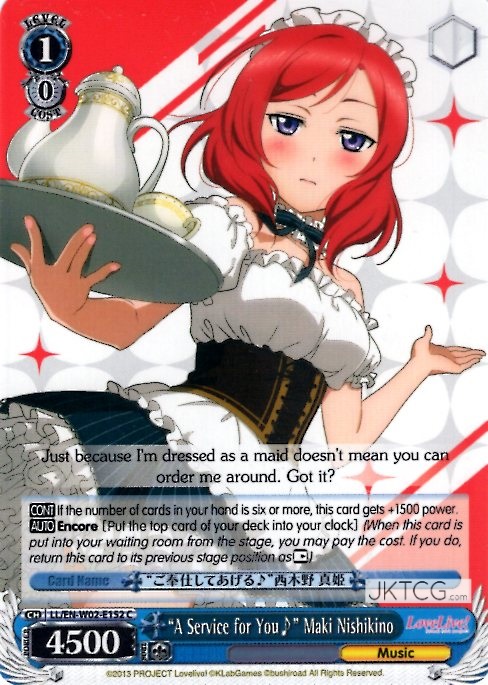 LEVEL
1
0
COST
Just because I'm dressed as a maid doesn't mean you can
order me around. Got it?
CONT If the number of cards in your hand is six or more, this card gets +1500 power.
AUTO Encore [Put the top card of your deck into your clock] (When this card is
put into your waiting room from the stage, you may pay the cost. If you do,
return this card to its previous stage position as)
Card Name "ご奉仕してあげる♪"西木野 真姫
JKTCG.com
CH LL/EN-W02-E152 C
POWER 4500 SOUL
"A Service for You♪" Maki Nishikino
LoveLive!
Music
©2013 PROJECT Lovelive! ©KLabGames ©bushiroad All Rights Reserved.